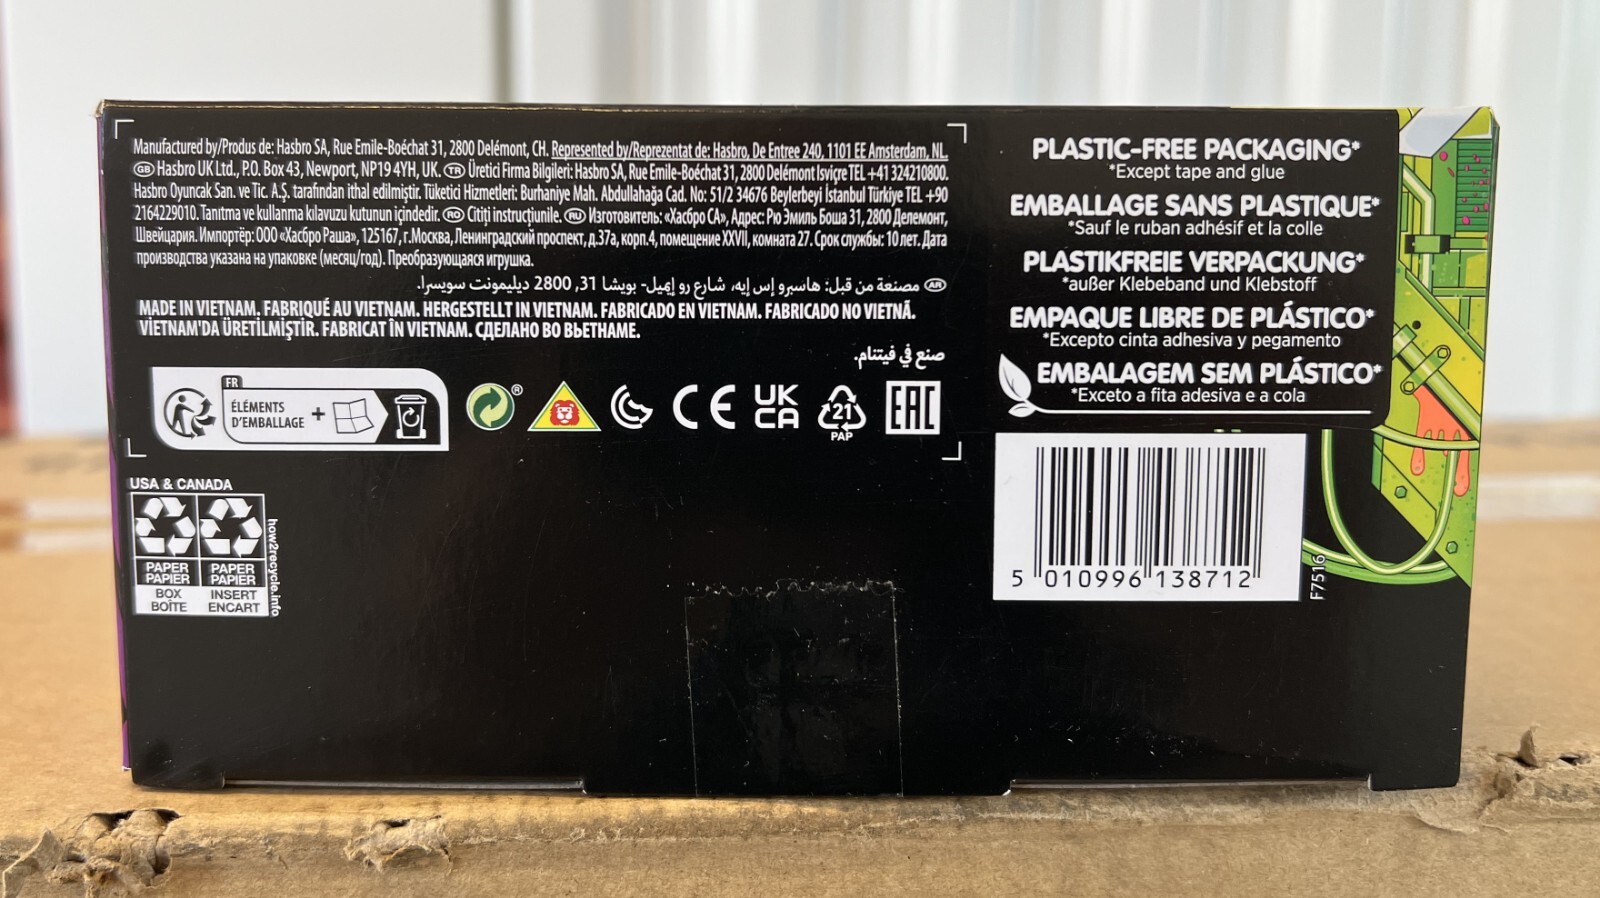 Manufactured by/Produs de: Hasbro SA, Rue Emile-Boéchat 31, 2800 Delémont, CH. Represented by/Reprezentat de: Hasbro, De Entree 240, 1101 EE Amsterdam, NL.
GB Hasbro UK Ltd., P.O. Box 43, Newport, NP19 4YH, UK. TR Üretici Firma Bilgileri: Hasbro SA, Rue Emile-Boéchat 31, 2800 Delémont İsviçre TEL +41 324210800.
Hasbro Oyuncak San. ve Tic. A.Ş. tarafından ithal edilmiştir. Tüketici Hizmetleri: Burhaniye Mah. Abdullahağa Cad. No: 51/2 34676 Beylerbeyi İstanbul Türkiye TEL +90
2164229010. Tanıtma ve kullanma kılavuzu kutunun içindedir. RO Citiți instrucțiunile. RU Изготовитель: «Хасбро СА», Адрес: Рю Эмиль Боша 31, 2800 Делемонт,
Швейцария. Импортёр: ООО «Хасбро Раша», 125167, г. Москва, Ленинградский проспект, д.37а, корп.4, помещение XXVII, комната 27. Срок службы: 10 лет. Дата
производства указана на упаковке (месяц/год). Преобразующаяся игрушка.
AR مصنعة من قبل: هاسبرو إس إيه، شارع رو إيميل- بويشا 31, 2800 ديليمونت سويسرا.
MADE IN VIETNAM. FABRIQUÉ AU VIETNAM. HERGESTELLT IN VIETNAM. FABRICADO EN VIETNAM. FABRICADO NO VIETNÃ.
VİETNAM'DA ÜRETİLMİŞTİR. FABRICAT ÎN VIETNAM. СДЕЛАНО ВО ВЬЕТНАМЕ.
صنع في فيتنام.
FR
ÉLÉMENTS
D'EMBALLAGE +
®
CE
UK
CA
21
PAP
EAC
USA & CANADA
PAPER
PAPIER
BOX
BOÎTE
PAPER
PAPIER
INSERT
ENCART
how2recycle.info
PLASTIC-FREE PACKAGING*
*Except tape and glue
EMBALLAGE SANS PLASTIQUE*
*Sauf le ruban adhésif et la colle
PLASTIKFREIE VERPACKUNG*
*außer Klebeband und Klebstoff
EMPAQUE LIBRE DE PLÁSTICO*
*Excepto cinta adhesiva y pegamento
EMBALAGEM SEM PLÁSTICO*
*Exceto a fita adesiva e a cola
5 010996 138712
F7516